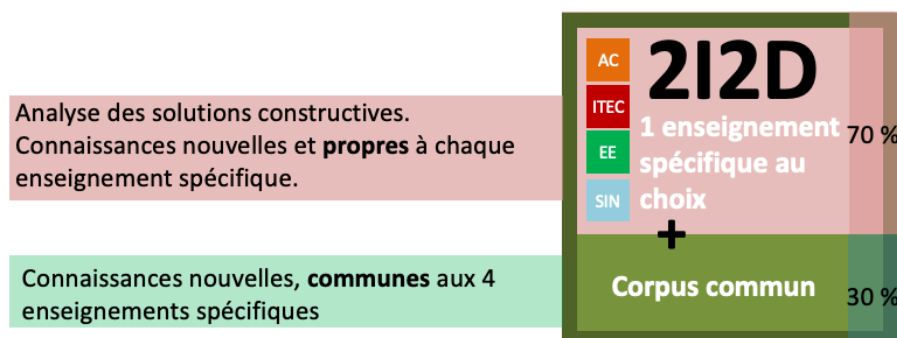 Analyse des solutions constructives.
Connaissances nouvelles et propres à chaque
enseignement spécifique.
Connaissances nouvelles, communes aux 4
enseignements spécifiques
AC
ITEC
EE
SIN
2I2D
1 enseignement
spécifique au
choix
70 %
+
Corpus commun
30 %